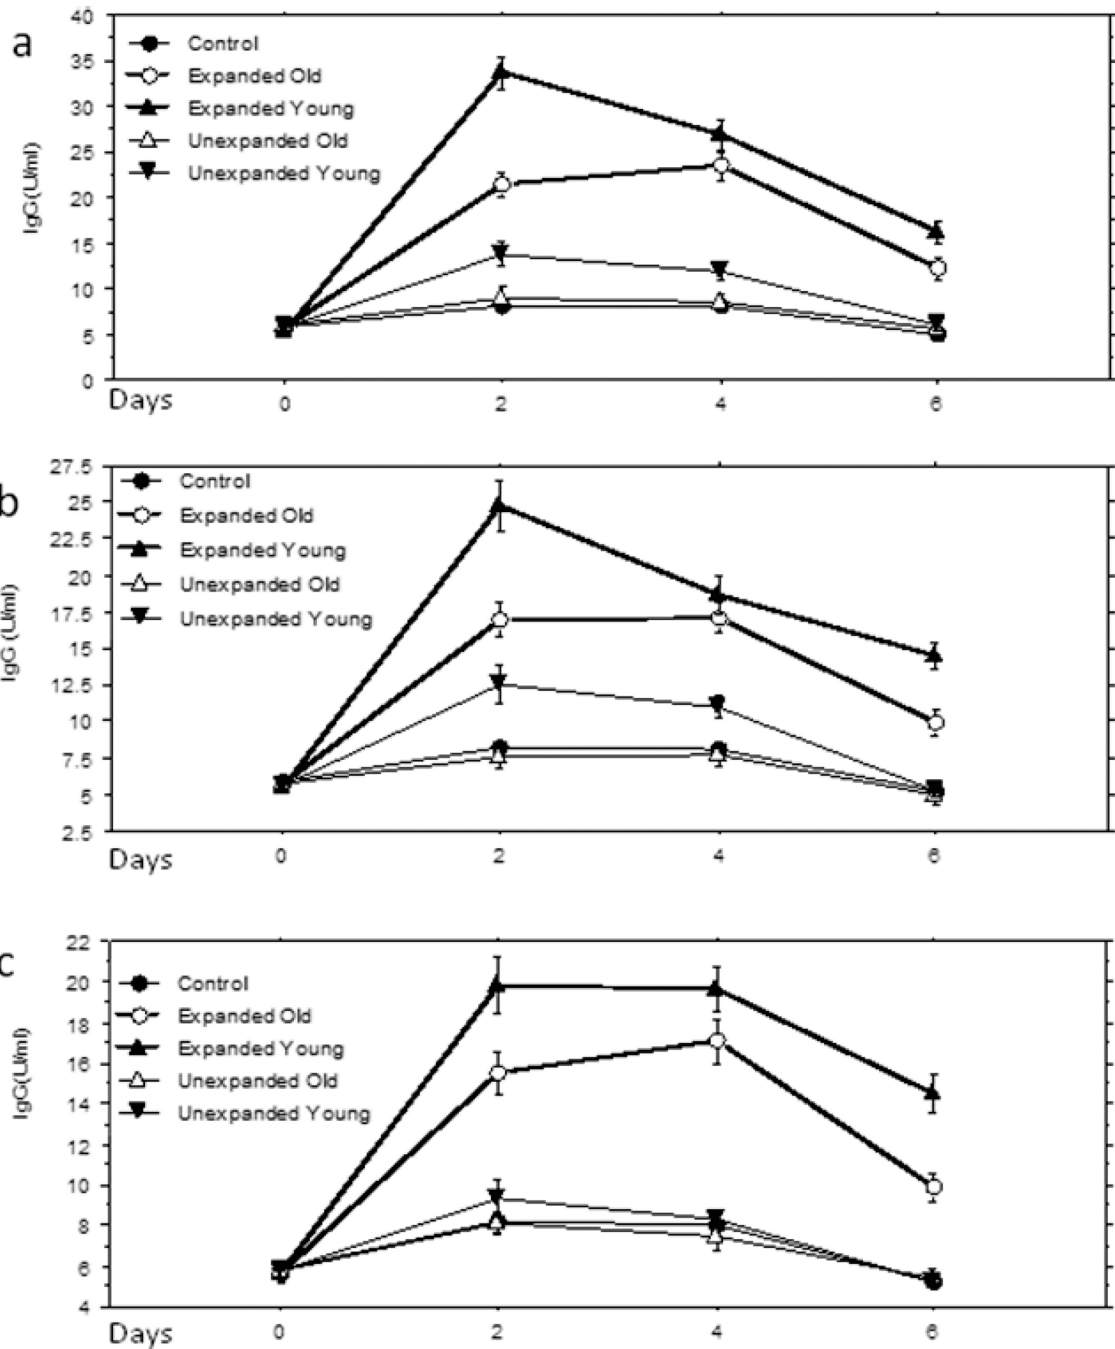 a
40
35
30
25
20
15
10
5
0
IgG(U/ml)
Control
Expanded Old
Expanded Young
Unexpanded Old
Unexpanded Young
Days 0 2 4 6
b
27.5
25
22.5
20
17.5
15
12.5
10
7.5
5
2.5
IgG (U/ml)
Control
Expanded Old
Expanded Young
Unexpanded Old
Unexpanded Young
Days 0 2 4 6
c
22
20
18
16
14
12
10
8
6
4
IgG(U/ml)
Control
Expanded Old
Expanded Young
Unexpanded Old
Unexpanded Young
Days 0 2 4 6